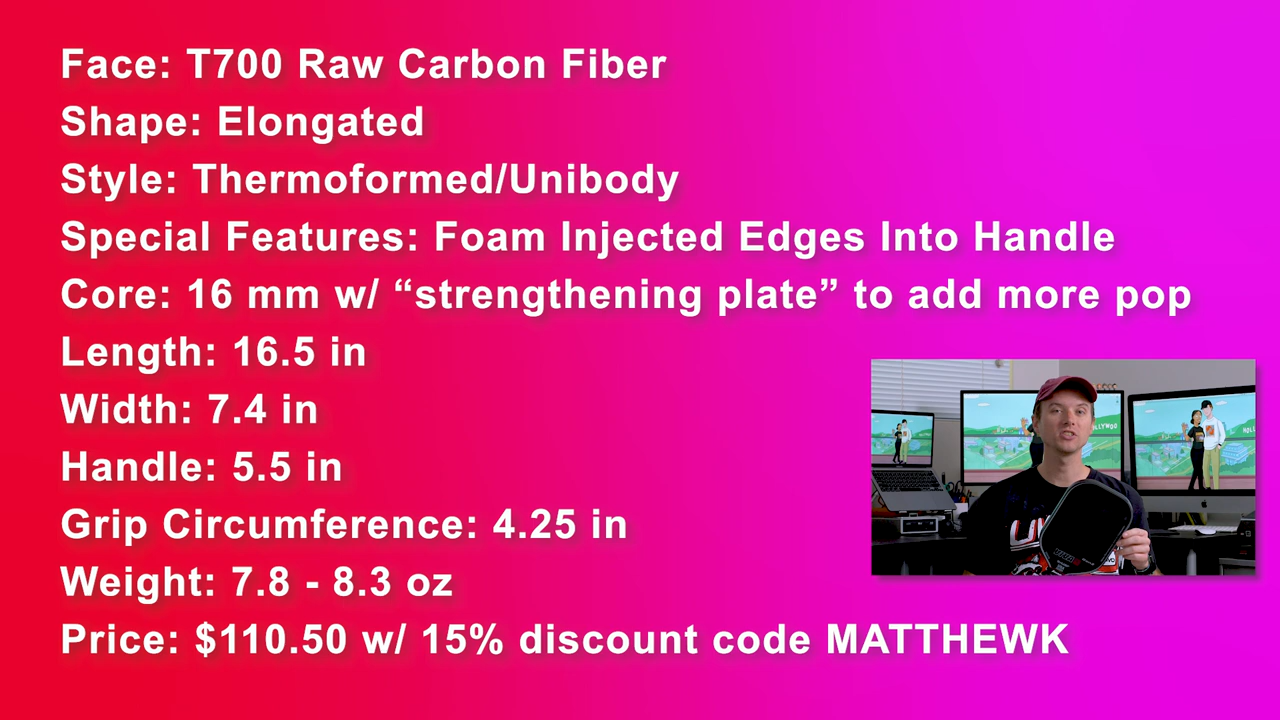 Face: T700 Raw Carbon Fiber
Shape: Elongated
Style: Thermoformed/Unibody
Special Features: Foam Injected Edges Into Handle
Core: 16 mm w/ “strengthening plate” to add more pop
Length: 16.5 in
Width: 7.4 in
Handle: 5.5 in
Grip Circumference: 4.25 in
Weight: 7.8 - 8.3 oz
Price: $110.50 w/ 15% discount code MATTHEWK